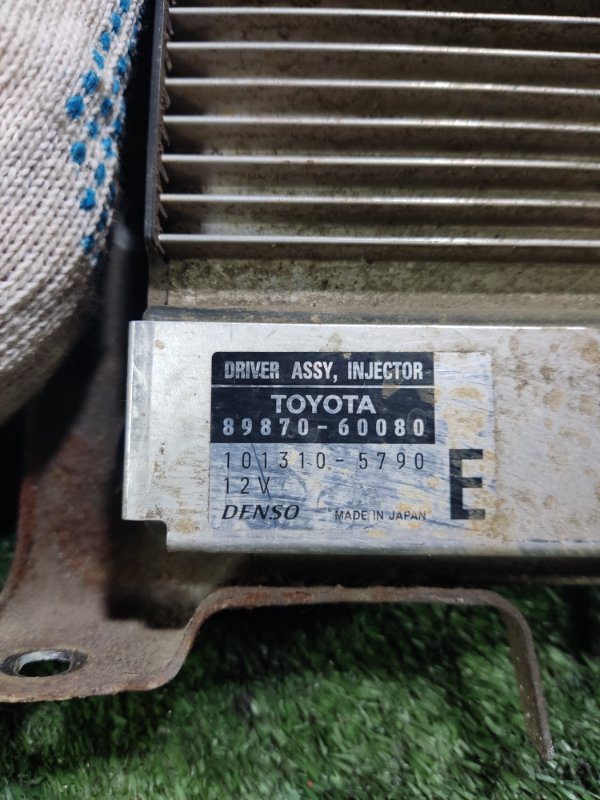 DRIVER ASSY, INJECTOR
TOYOTA
89870-60080
101310-5790
12V
E
DENSO MADE IN JAPAN